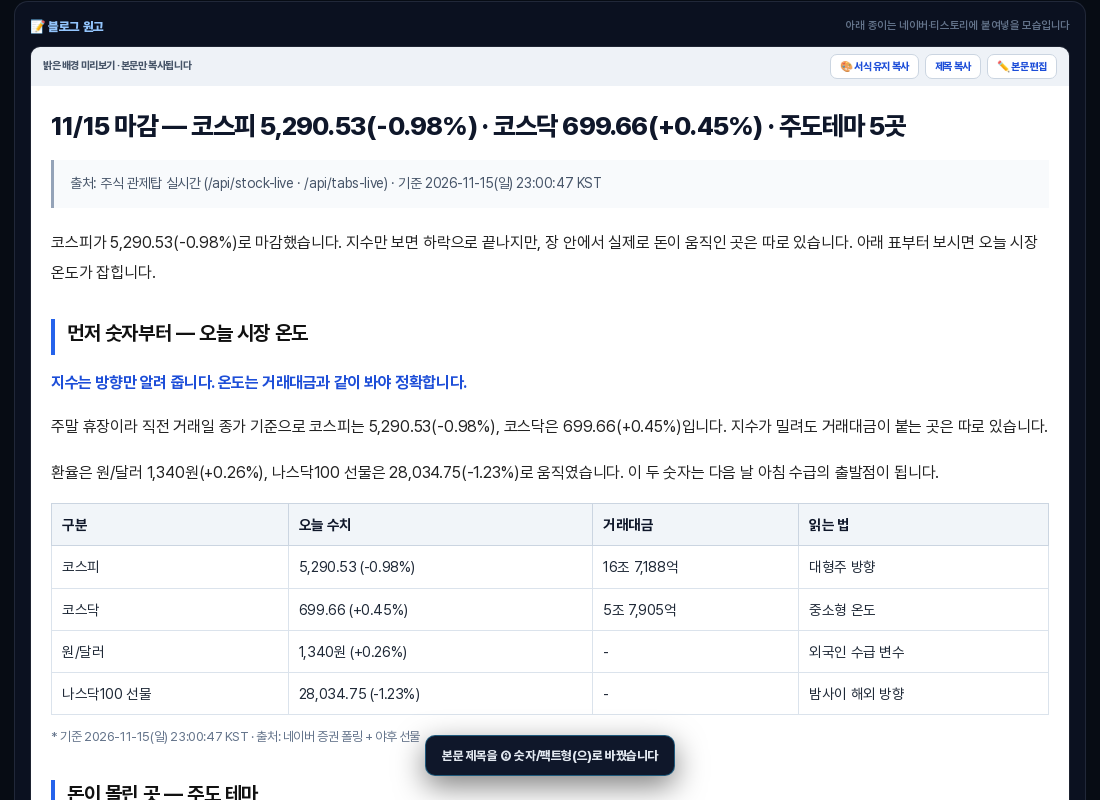 📝 블로그 원고
아래 종이는 네이버·티스토리에 붙여넣을 모습입니다
밝은 배경 미리보기 · 본문만 복사됩니다
🎨 서식 유지 복사
제목 복사
✏️ 본문 편집
11/15 마감 — 코스피 5,290.53(-0.98%) · 코스닥 699.66(+0.45%) · 주도테마 5곳
출처: 주식 관제탑 실시간 (/api/stock-live · /api/tabs-live) · 기준 2026-11-15(일) 23:00:47 KST
코스피가 5,290.53(-0.98%)로 마감했습니다. 지수만 보면 하락으로 끝나지만, 장 안에서 실제로 돈이 움직인 곳은 따로 있습니다. 아래 표부터 보시면 오늘 시장
온도가 잡힙니다.
먼저 숫자부터 — 오늘 시장 온도
지수는 방향만 알려 줍니다. 온도는 거래대금과 같이 봐야 정확합니다.
주말 휴장이라 직전 거래일 종가 기준으로 코스피는 5,290.53(-0.98%), 코스닥은 699.66(+0.45%)입니다. 지수가 밀려도 거래대금이 붙는 곳은 따로 있습니다.
환율은 원/달러 1,340원(+0.26%), 나스닥100 선물은 28,034.75(-1.23%)로 움직였습니다. 이 두 숫자는 다음 날 아침 수급의 출발점이 됩니다.
구분 오늘 수치 거래대금 읽는 법
코스피 5,290.53 (-0.98%) 16조 7,188억 대형주 방향
코스닥 699.66 (+0.45%) 5조 7,905억 중소형 온도
원/달러 1,340원 (+0.26%) - 외국인 수급 변수
나스닥100 선물 28,034.75 (-1.23%) - 밤사이 해외 방향
* 기준 2026-11-15(일) 23:00:47 KST · 출처: 네이버 증권 폴링 + 야후 선물
본문 제목을 숫자/팩트형(으)로 바꿨습니다
돈이 몰린 곳 — 주도 테마